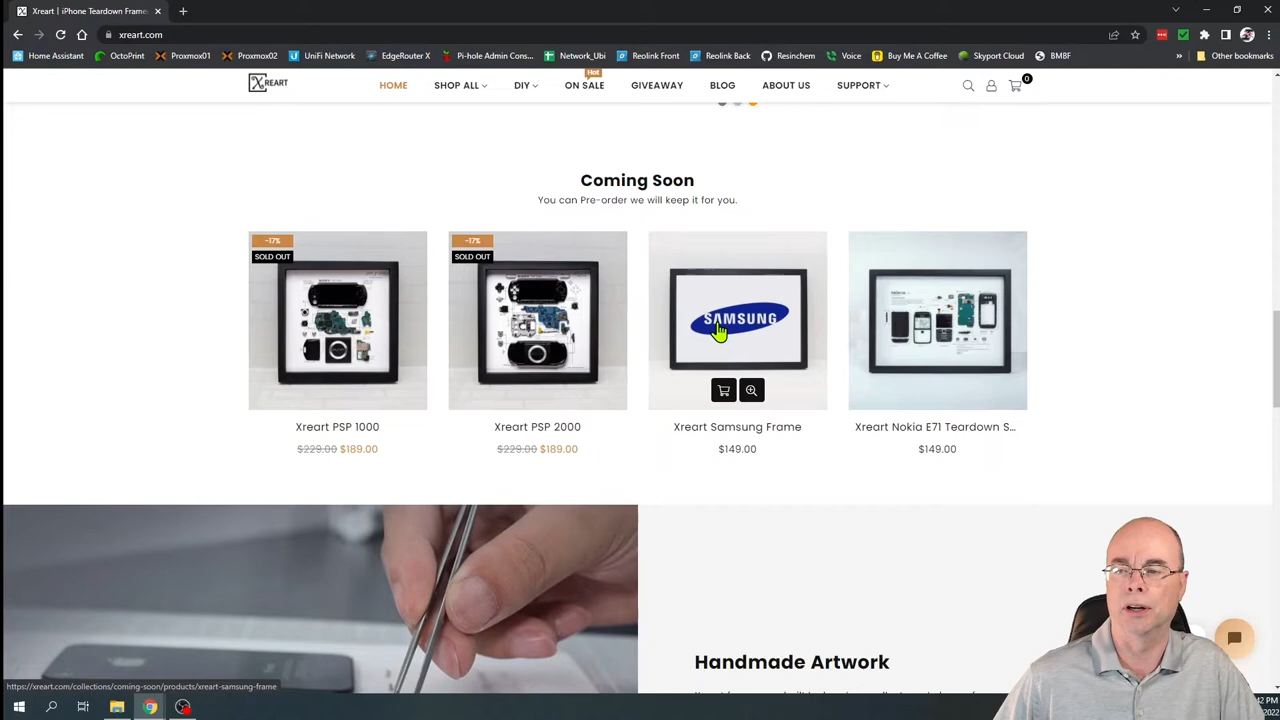 Xreart | iPhone Teardown Frame
xreart.com
Home Assistant
OctoPrint
Proxmox01
Proxmox02
UniFi Network
EdgeRouter X
Pi-hole Admin Cons...
Network_Ubi
Reolink Front
Reolink Back
Resinchem
Voice
Buy Me A Coffee
Skyport Cloud
BMBF
»
Other bookmarks
XREART
HOME
SHOP ALL
DIY
Hot
ON SALE
GIVEAWAY
BLOG
ABOUT US
SUPPORT
0
Coming Soon
You can Pre-order we will keep it for you.
-17%
SOLD OUT
-17%
SOLD OUT
SAMSUNG
NOKIA
Xreart PSP 1000
Xreart PSP 2000
Xreart Samsung Frame
Xreart Nokia E71 Teardown S...
$229.00 $189.00
$229.00 $189.00
$149.00
$149.00
Handmade Artwork
https://xreart.com/collections/coming-soon/products/xreart-samsung-frame